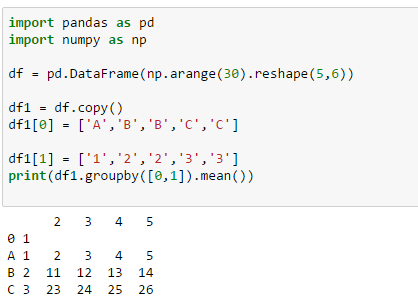 import pandas as pd
import numpy as np
df = pd.DataFrame(np.arange(30).reshape(5,6))
df1 = df.copy()
df1[0] = ['A','B','B','C','C']
df1[1] = ['1','2','2','3','3']
print(df1.groupby([0,1]).mean())
2 3 4 5
0 1
A 1 2 3 4 5
B 2 11 12 13 14
C 3 23 24 25 26